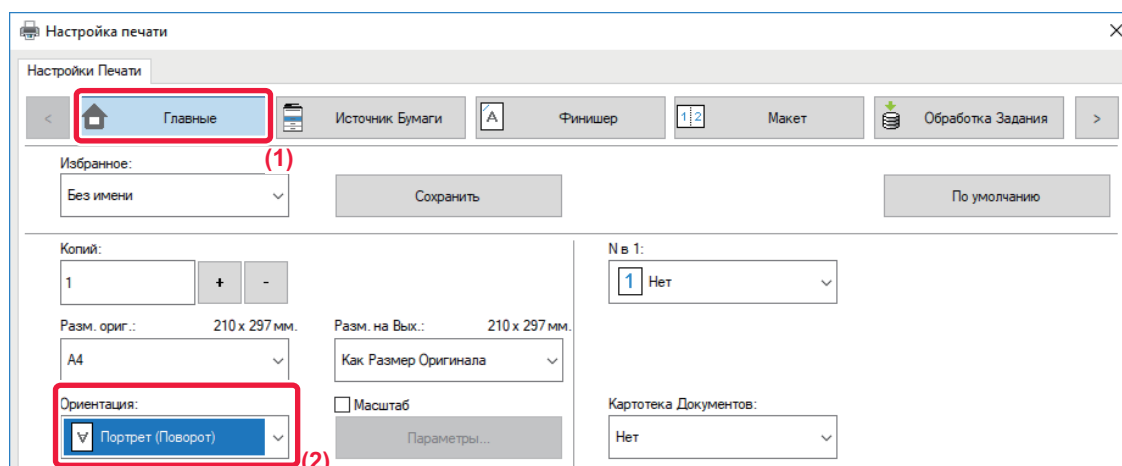 Настройка печати
Настройки Печати
< Главные Источник Бумаги A Финишер 1 2 Макет Обработка Задания >
(1)
Избранное:
Без имени Сохранить По умолчанию
Копий: N в 1:
1 + - 1 Нет
Разм. ориг.: 210 x 297 мм. Разм. на Вых.: 210 x 297 мм.
A4 Как Размер Оригинала
Ориентация: Масштаб Картотека Документов:
A Портрет (Поворот) Параметры... Нет
(2)